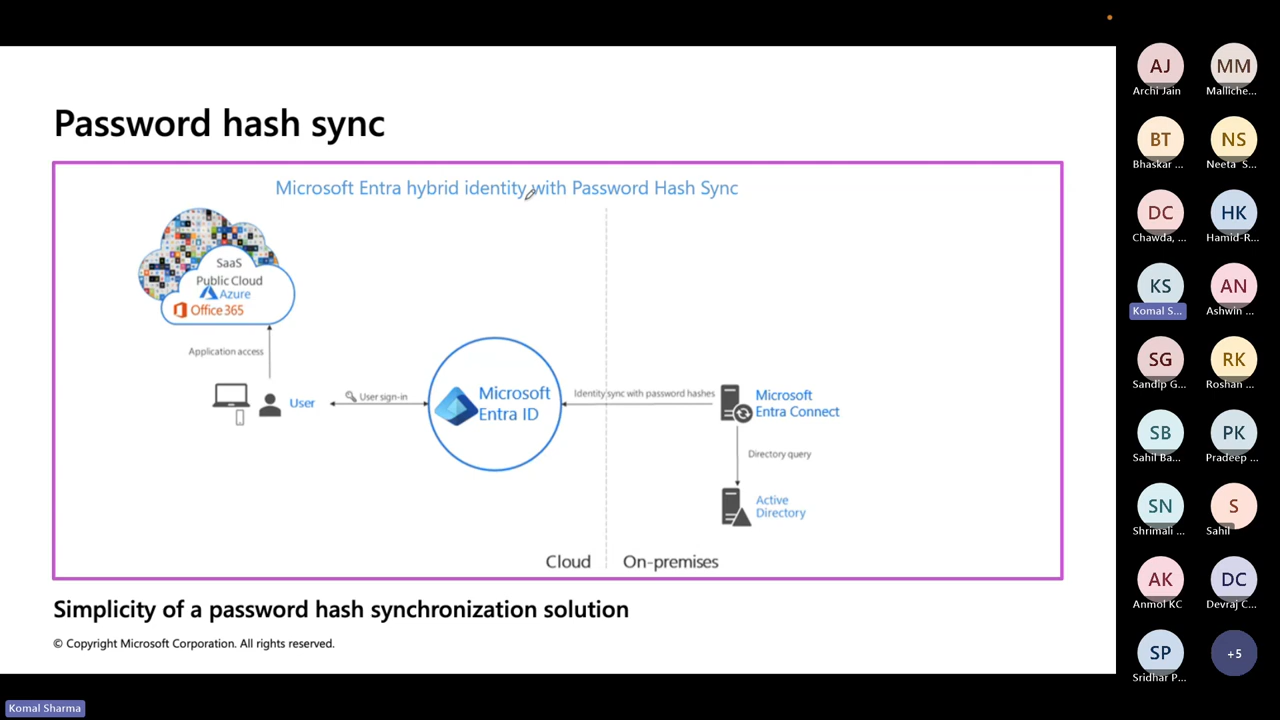 Password hash sync
Microsoft Entra hybrid identity with Password Hash Sync
SaaS
Public Cloud
Azure
Office 365
Application access
User
User sign-in
Microsoft
Entra ID
Identity sync with password hashes
Microsoft
Entra Connect
Directory query
Active
Directory
Cloud
On-premises
Simplicity of a password hash synchronization solution
© Copyright Microsoft Corporation. All rights reserved.
Komal Sharma
AJ
Archi Jain
MM
Malliche...
BT
Bhaskar ...
NS
Neeta S...
DC
Chawda, ...
HK
Hamid-R...
KS
Komal S...
AN
Ashwin ...
SG
Sandip G...
RK
Roshan ...
SB
Sahil Ba...
PK
Pradeep ...
SN
Shrimali ...
S
Sahil
AK
Anmol KC
DC
Devraj C...
SP
Sridhar P...
+5